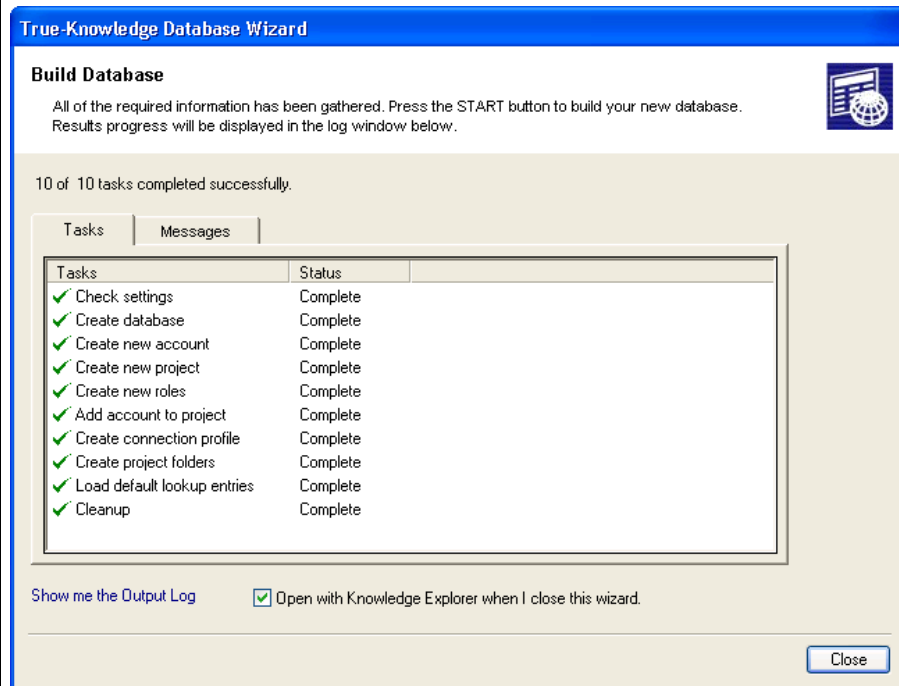 True-Knowledge Database Wizard
Build Database
All of the required information has been gathered. Press the START button to build your new database.
Results progress will be displayed in the log window below.
10 of 10 tasks completed successfully.
Tasks Messages
Tasks Status
Check settings Complete
Create database Complete
Create new account Complete
Create new project Complete
Create new roles Complete
Add account to project Complete
Create connection profile Complete
Create project folders Complete
Load default lookup entries Complete
Cleanup Complete
Show me the Output Log Open with Knowledge Explorer when I close this wizard.
Close